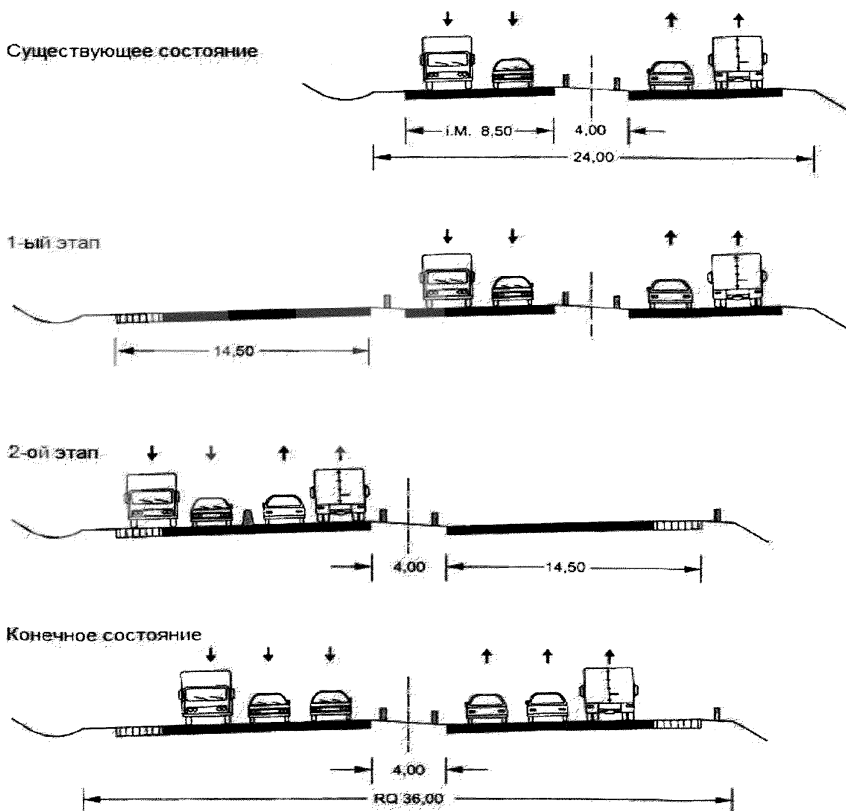 Существующее состояние
i.M. 8,50
4,00
24,00
1-ый этап
14,50
2-ой этап
4,00
14,50
Конечное состояние
4,00
RQ 36,00